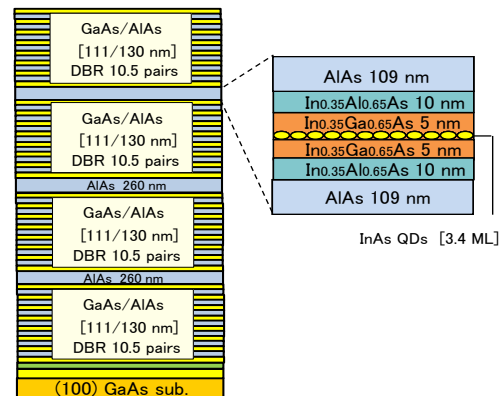 GaAs/AlAs
[111/130 nm]
DBR 10.5 pairs
GaAs/AlAs
[111/130 nm]
DBR 10.5 pairs
AlAs 260 nm
GaAs/AlAs
[111/130 nm]
DBR 10.5 pairs
AlAs 260 nm
GaAs/AlAs
[111/130 nm]
DBR 10.5 pairs
(100) GaAs sub.
AlAs 109 nm
In0.35Al0.65As 10 nm
In0.35Ga0.65As 5 nm
In0.35Ga0.65As 5 nm
In0.35Al0.65As 10 nm
AlAs 109 nm
InAs QDs [3.4 ML]